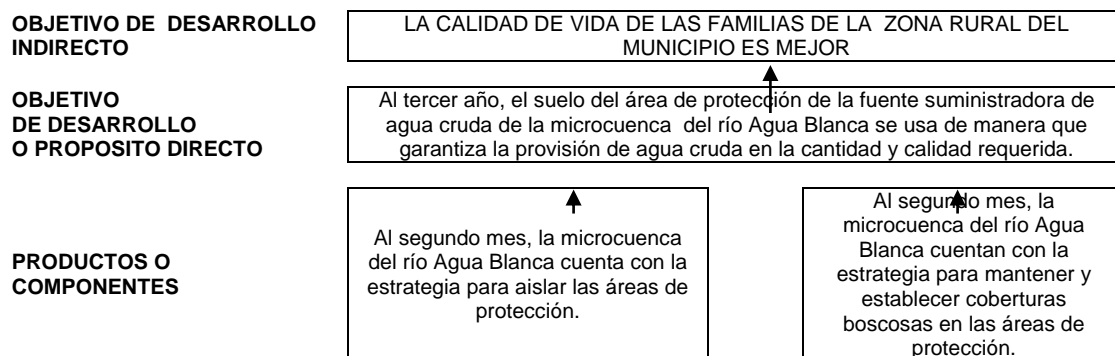 OBJETIVO DE DESARROLLO
INDIRECTO
LA CALIDAD DE VIDA DE LAS FAMILIAS DE LA ZONA RURAL DEL
MUNICIPIO ES MEJOR
OBJETIVO
DE DESARROLLO
O PROPOSITO DIRECTO
Al tercer año, el suelo del área de protección de la fuente suministradora de
agua cruda de la microcuenca del río Agua Blanca se usa de manera que
garantiza la provisión de agua cruda en la cantidad y calidad requerida.
PRODUCTOS O
COMPONENTES
Al segundo mes, la microcuenca
del río Agua Blanca cuenta con la
estrategia para aislar las áreas de
protección.
Al segundo mes, la
microcuenca del río Agua
Blanca cuentan con la
estrategia para mantener y
establecer coberturas
boscosas en las áreas de
protección.